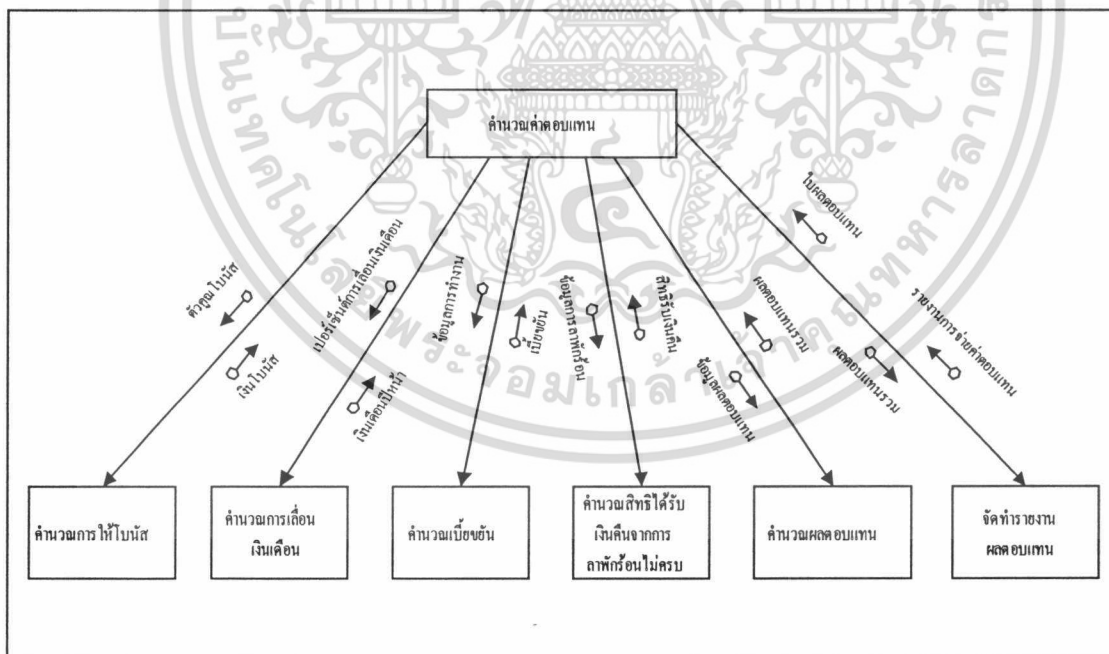 คำนวณค่าตอบแทน
ตัวคูณโบนัส
เงินโบนัส
เปอร์เซ็นต์การเลื่อนเงินเดือน
เงินเดือนปีหน้า
ข้อมูลการทำงาน
เบี้ยขยัน
ข้อมูลการลาพักร้อน
สิทธิรับเงินคืน
ข้อมูลผลตอบแทน
ผลตอบแทนรวม
ใบผลตอบแทน
ผลตอบแทนรวม
รายงานการจ่ายค่าตอบแทน
คำนวณการให้โบนัส
คำนวณการเลื่อน
เงินเดือน
คำนวณเบี้ยขยัน
คำนวณสิทธิได้รับ
เงินคืนจากการ
ลาพักร้อนไม่ครบ
คำนวณผลตอบแทน
จัดทำรายงาน
ผลตอบแทน